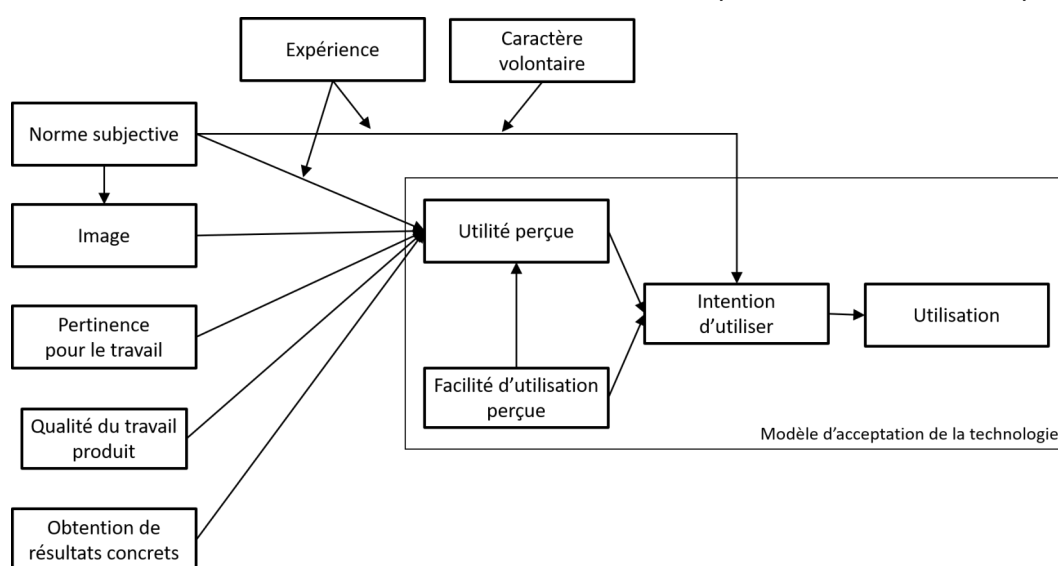 Expérience
Caractère
volontaire
Norme subjective
Image
Utilité perçue
Pertinence
pour le travail
Intention
d’utiliser
Utilisation
Facilité d’utilisation
perçue
Qualité du travail
produit
Modèle d’acceptation de la technologie
Obtention de
résultats concrets